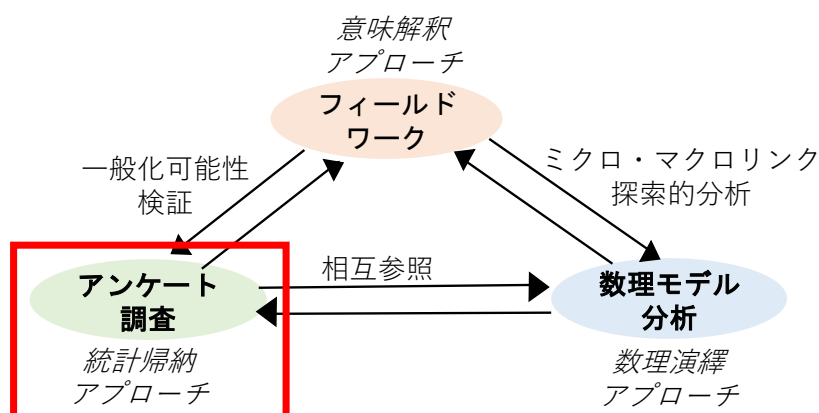 意味解釈
アプローチ
フィールド
ワーク
一般化可能性
検証
ミクロ・マクロリンク
探索的分析
アンケート
調査
相互参照
数理モデル
分析
統計帰納
アプローチ
数理演繹
アプローチ